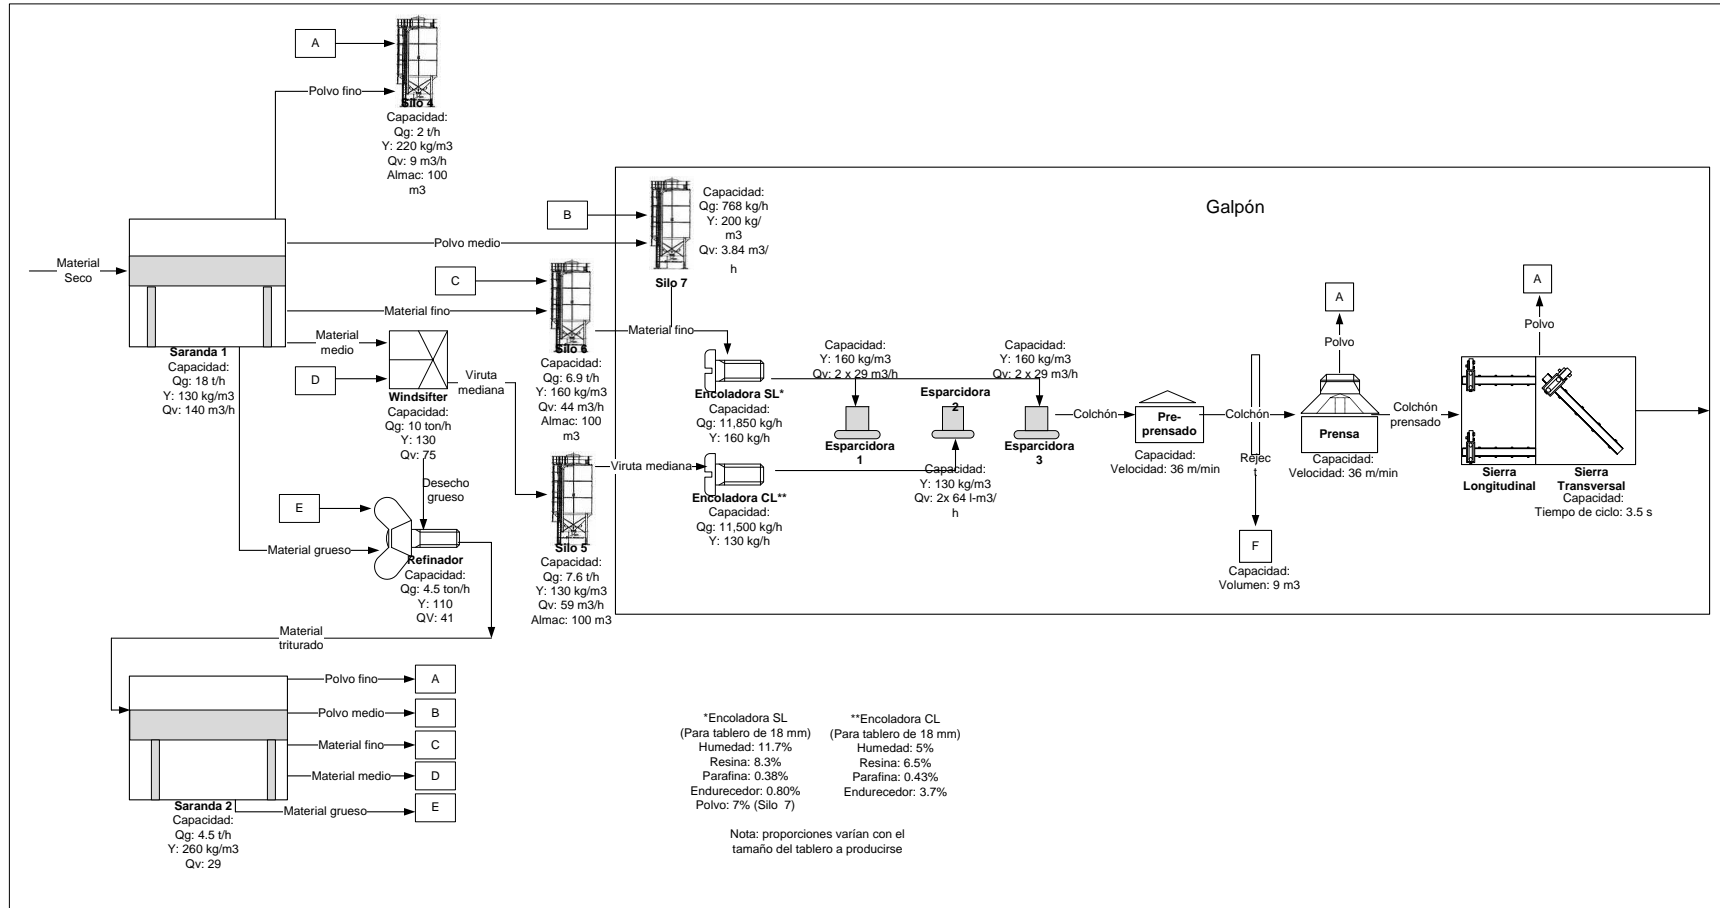 A
Polvo fino
Silo 4
Capacidad:
Qg: 2 t/h
Y: 220 kg/m3
Qv: 9 m3/h
Almac: 100
m3
Galpón
B
Capacidad:
Qg: 768 kg/h
Y: 200 kg/
m3
Qv: 3.84 m3/
h
Silo 7
Polvo medio
Material
Seco
C
Material fino
Saranda 1
Capacidad:
Qg: 18 t/h
Y: 130 kg/m3
Qv: 140 m3/h
Material
medio
D
Windsifter
Capacidad:
Qg: 10 ton/h
Y: 130
Qv: 75
Viruta
mediana
Silo 6
Capacidad:
Qg: 6.9 t/h
Y: 160 kg/m3
Qv: 44 m3/h
Almac: 100
m3
Material fino
Encoladora SL*
Capacidad:
Qg: 11,850 kg/h
Y: 160 kg/h
Capacidad:
Y: 160 kg/m3
Qv: 2 x 29 m3/h
Esparcidora
1
Esparcidora
2
Capacidad:
Y: 130 kg/m3
Qv: 2x 64 l-m3/
h
Capacidad:
Y: 160 kg/m3
Qv: 2 x 29 m3/h
Esparcidora
3
Colchón
Pre-
prensado
Capacidad:
Velocidad: 36 m/min
Colchón
Rejec
t
F
Capacidad:
Volumen: 9 m3
A
Polvo
Prensa
Capacidad:
Velocidad: 36 m/min
Colchón
prensado
A
Polvo
Sierra
Longitudinal
Sierra
Transversal
Capacidad:
Tiempo de ciclo: 3.5 s
Viruta mediana
Encoladora CL**
Capacidad:
Qg: 11,500 kg/h
Y: 130 kg/h
Silo 5
Capacidad:
Qg: 7.6 t/h
Y: 130 kg/m3
Qv: 59 m3/h
Almac: 100 m3
Desecho
grueso
E
Material grueso
Refinador
Capacidad:
Qg: 4.5 ton/h
Y: 110
QV: 41
Material
triturado
Polvo fino
A
Polvo medio
B
Material fino
C
Material medio
D
Material grueso
E
Saranda 2
Capacidad:
Qg: 4.5 t/h
Y: 260 kg/m3
Qv: 29
*Encoladora SL
(Para tablero de 18 mm)
Humedad: 11.7%
Resina: 8.3%
Parafina: 0.38%
Endurecedor: 0.80%
Polvo: 7% (Silo 7)
**Encoladora CL
(Para tablero de 18 mm)
Humedad: 5%
Resina: 6.5%
Parafina: 0.43%
Endurecedor: 3.7%
Nota: proporciones varían con el
tamaño del tablero a producirse